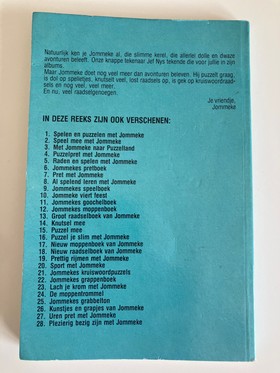 Natuurlijk ken je Jommeke al, die slimme kerel, die allerlei dolle en dwaze
avonturen beleeft. Onze knappe tekenaar Jef Nys tekende die voor jullie in zijn
albums.
Maar Jommeke doet nog veel meer dan avonturen beleven. Hij puzzelt graag,
is dol op spelletjes, knutselt veel, lost raadsels op, is gek op kruiswoordraad-
sels en nog veel, veel meer.
En nu, veel raadselgenoegen.
Je vriendje,
Jommeke
IN DEZE REEKS ZIJN OOK VERSCHENEN:
1. Spelen en puzzelen met Jommeke
2. Speel mee met Jommeke
3. Met Jommeke naar Puzzelland
4. Puzzelpret met Jommeke
5. Raden en spelen met Jommeke
6. Jommekes pretboek
7. Pret met Jommeke
8. Al spelend leren met Jommeke
9. Jommekes speelboek
10. Jommeke viert feest
11. Jommekes goochelboek
12. Jommekes moppenboek
13. Groot raadselboek van Jommeke
14. Knutsel mee
15. Puzzel mee
16. Puzzel je slim met Jommeke
17. Nieuw moppenboek van Jommeke
18. Nieuw raadselboek van Jommeke
19. Prettig rijmen met Jommeke
20. Sport met Jommeke
21. Jommekes kruiswoordpuzzels
22. Jommekes grappenboek
23. Lach je krom met Jommeke
24. De moppentrommel
25. Jommekes grabbelton
26. Kunstjes en grapjes van Jommeke
27. Uren pret met Jommeke
28. Plezierig bezig zijn met Jommeke